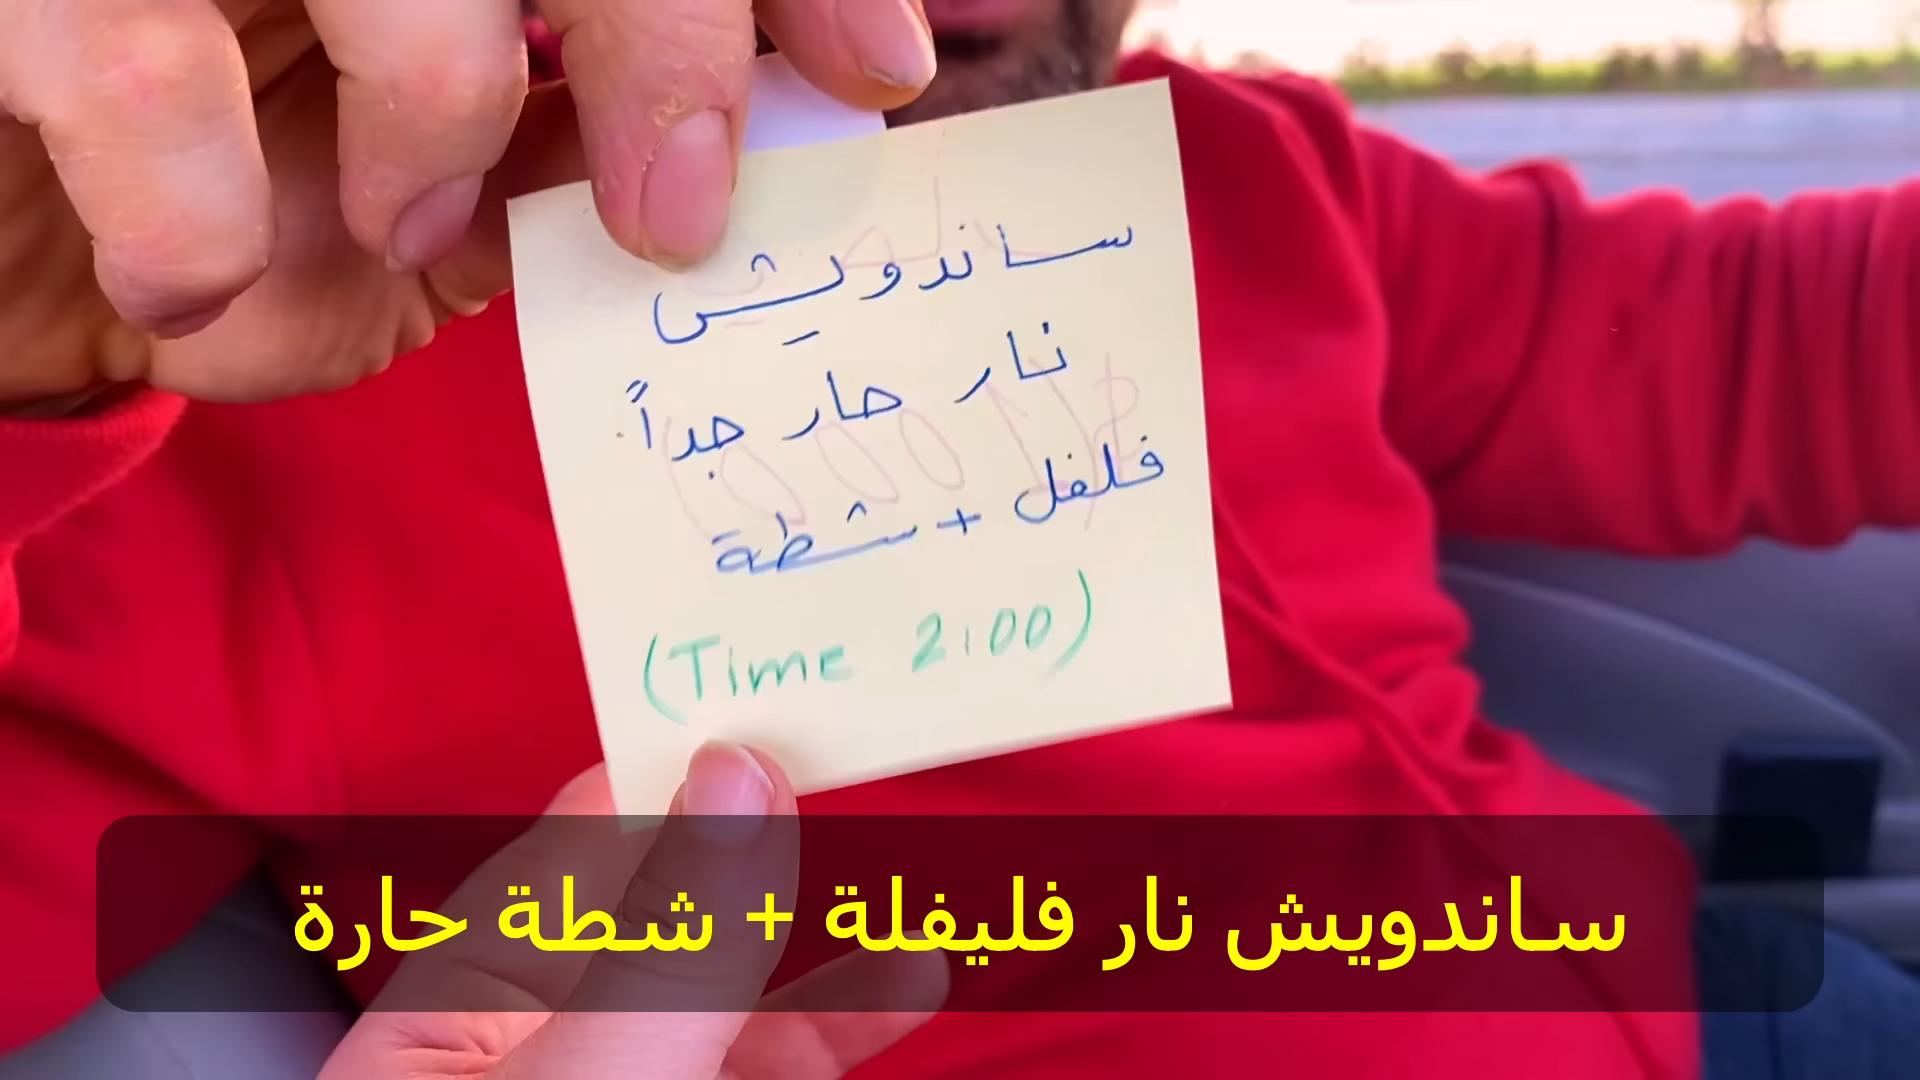 ساندويش
نار حار جداً
فلفل + شطة
(Time 2:00)
ساندويش نار فليفلة + شطة حارة